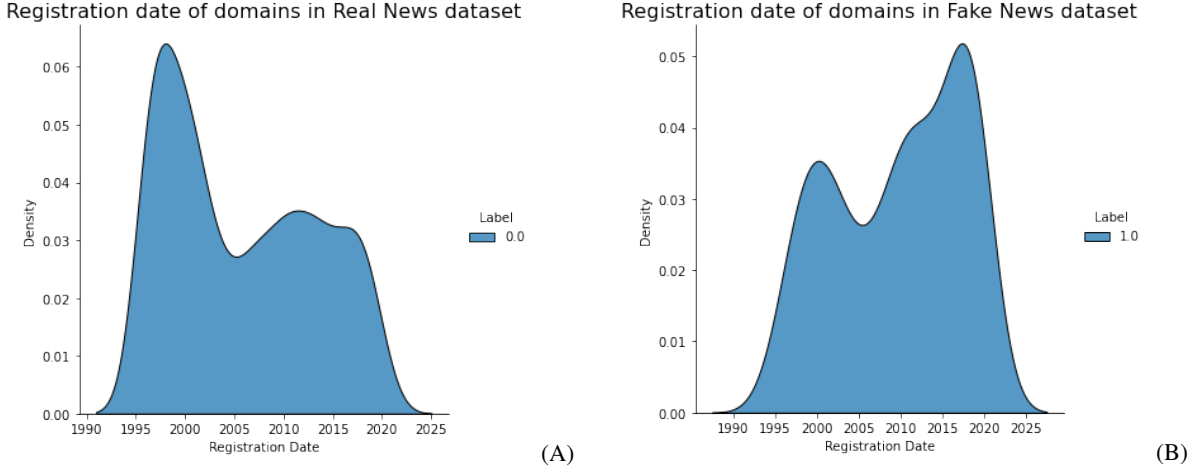 Registration date of domains in Real News dataset
0.06
0.05
0.04
0.03
0.02
0.01
0.00
Density
1990 1995 2000 2005 2010 2015 2020 2025
Registration Date
Label
0.0
(A)
Registration date of domains in Fake News dataset
0.05
0.04
0.03
0.02
0.01
0.00
Density
1990 1995 2000 2005 2010 2015 2020 2025
Registration Date
Label
1.0
(B)